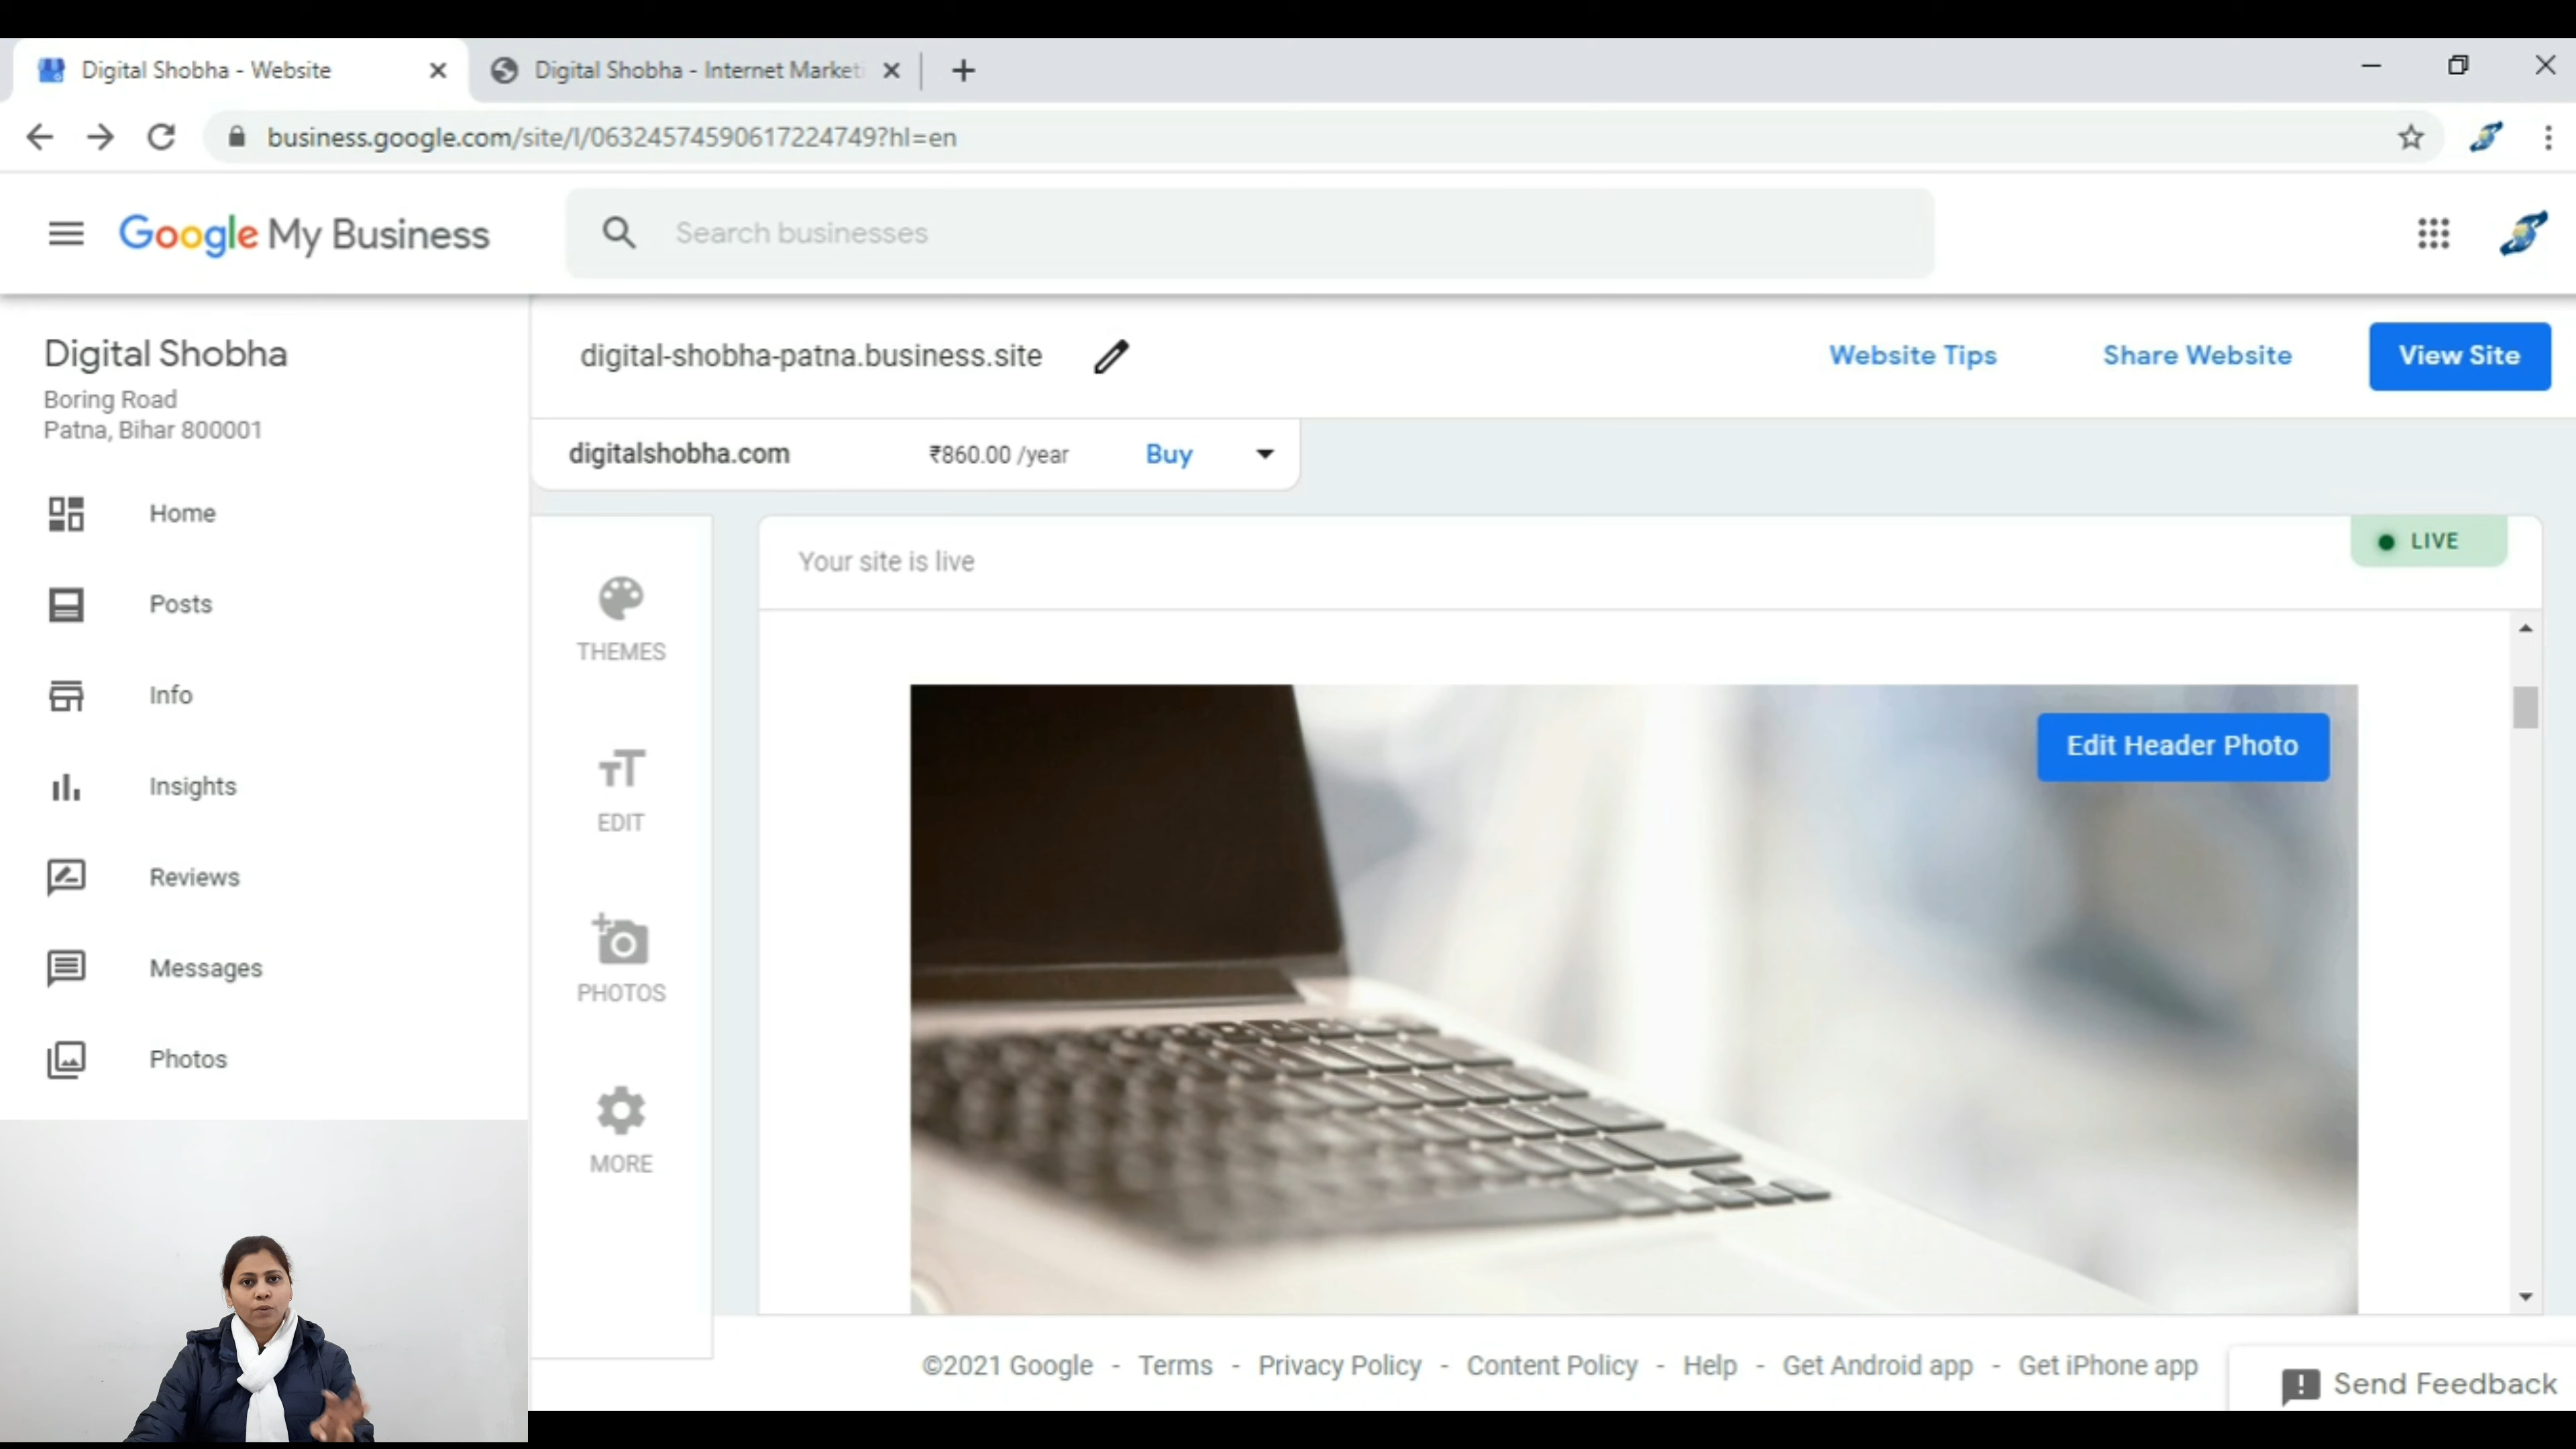 Digital Shobha - Website
Digital Shobha - Internet Marketi
business.google.com/site/l/06324574590617224749?hl=en
Google My Business
Search businesses
Digital Shobha
Boring Road
Patna, Bihar 800001
Home
Posts
Info
Insights
Reviews
Messages
Photos
digital-shobha-patna.business.site
Website Tips
Share Website
View Site
digitalshobha.com ₹860.00 /year Buy
THEMES
EDIT
PHOTOS
MORE
Your site is live
LIVE
Edit Header Photo
©2021 Google - Terms - Privacy Policy - Content Policy - Help - Get Android app - Get iPhone app
Send Feedback